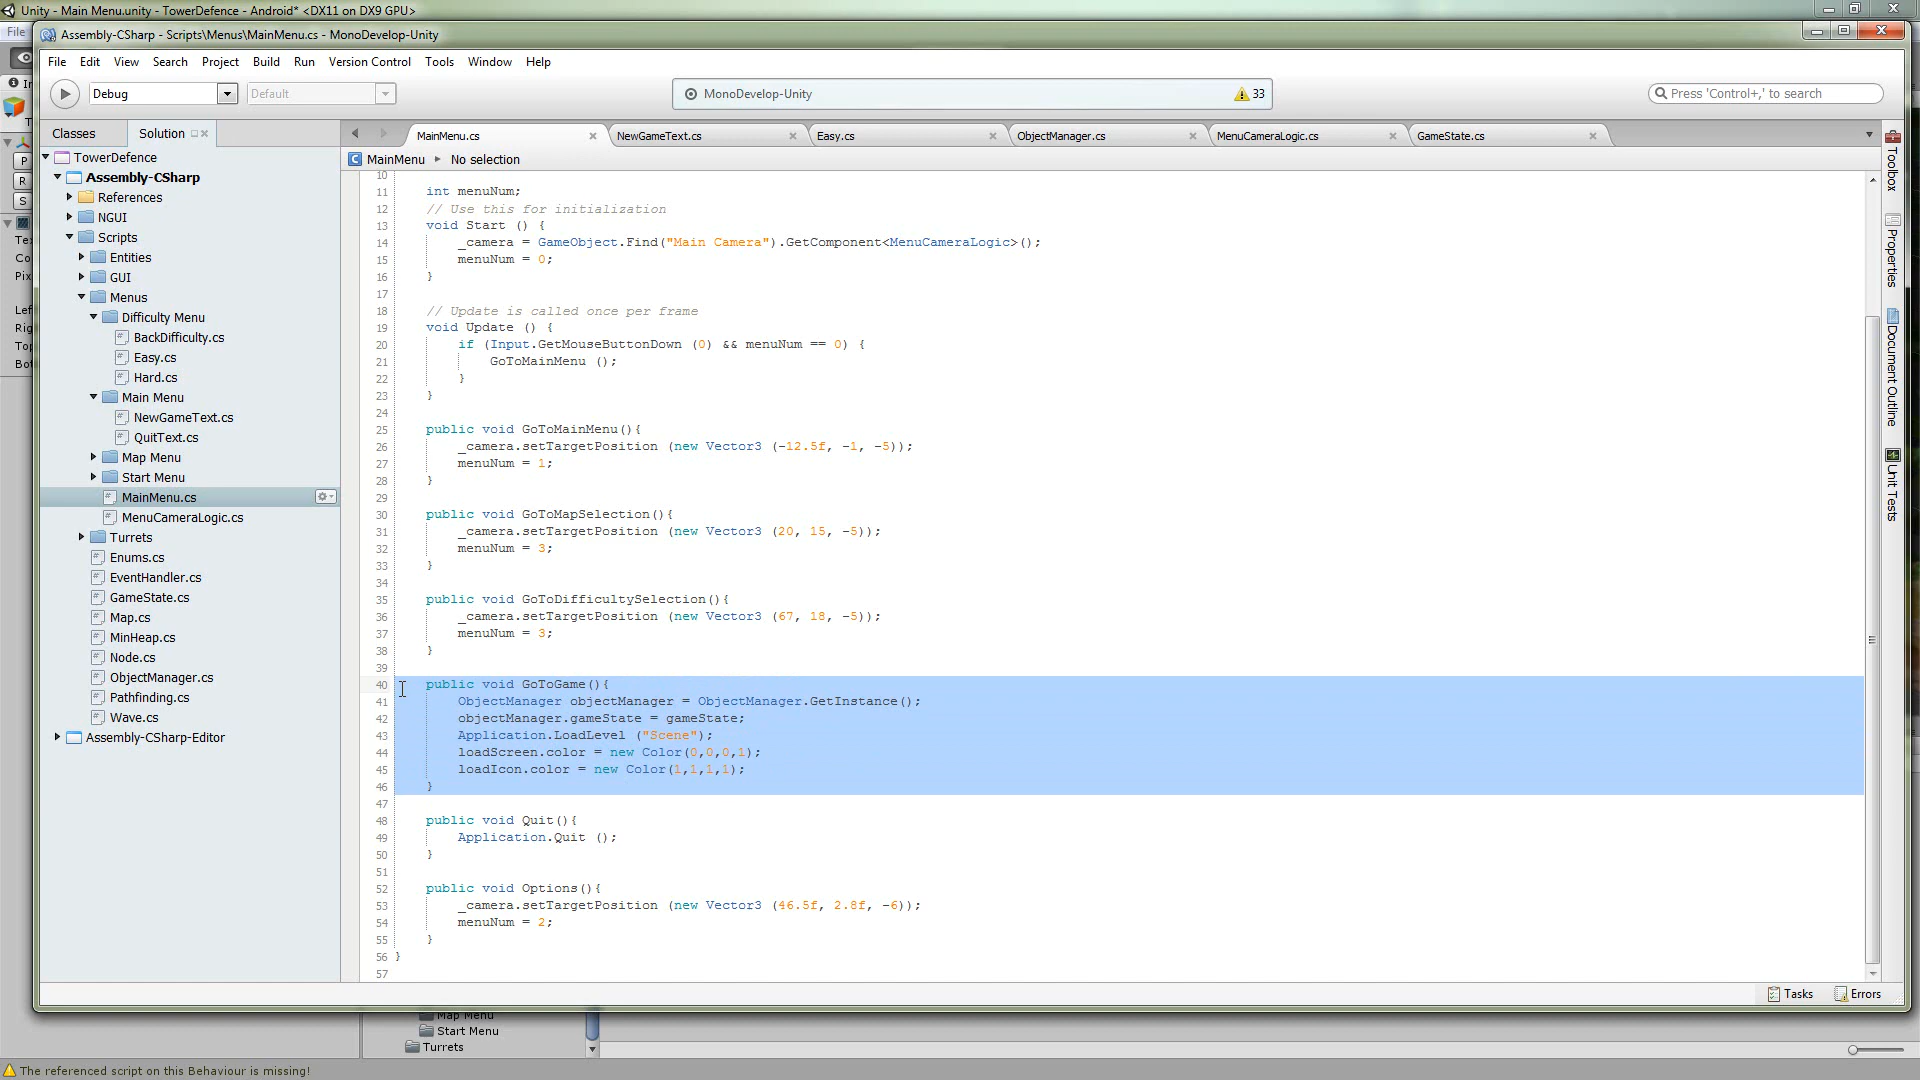 Unity - Main Menu.unity - TowerDefence - Android* <DX11 on DX9 GPU>
File
Assembly-CSharp - Scripts\Menus\MainMenu.cs - MonoDevelop-Unity
File Edit View Search Project Build Run Version Control Tools Window Help
Debug
Default
MonoDevelop-Unity
33
Press 'Control+,' to search
Classes
Solution
MainMenu.cs
NewGameText.cs
Easy.cs
ObjectManager.cs
MenuCameraLogic.cs
GameState.cs
MainMenu
No selection
TowerDefence
Assembly-CSharp
References
NGUI
Scripts
Entities
GUI
Menus
Difficulty Menu
BackDifficulty.cs
Easy.cs
Hard.cs
Main Menu
NewGameText.cs
QuitText.cs
Map Menu
Start Menu
MainMenu.cs
MenuCameraLogic.cs
Turrets
Enums.cs
EventHandler.cs
GameState.cs
Map.cs
MinHeap.cs
Node.cs
ObjectManager.cs
Pathfinding.cs
Wave.cs
Assembly-CSharp-Editor
10
11 int menuNum;
12 // Use this for initialization
13 void Start () {
14 _camera = GameObject.Find("Main Camera").GetComponent<MenuCameraLogic>();
15 menuNum = 0;
16 }
17
18 // Update is called once per frame
19 void Update () {
20 if (Input.GetMouseButtonDown (0) && menuNum == 0) {
21 GoToMainMenu ();
22 }
23 }
24
25 public void GoToMainMenu(){
26 _camera.setTargetPosition (new Vector3 (-12.5f, -1, -5));
27 menuNum = 1;
28 }
29
30 public void GoToMapSelection(){
31 _camera.setTargetPosition (new Vector3 (20, 15, -5));
32 menuNum = 3;
33 }
34
35 public void GoToDifficultySelection(){
36 _camera.setTargetPosition (new Vector3 (67, 18, -5));
37 menuNum = 3;
38 }
39
40 public void GoToGame(){
41 ObjectManager objectManager = ObjectManager.GetInstance();
42 objectManager.gameState = gameState;
43 Application.LoadLevel ("Scene");
44 loadScreen.color = new Color(0,0,0,1);
45 loadIcon.color = new Color(1,1,1,1);
46 }
47
48 public void Quit(){
49 Application.Quit ();
50 }
51
52 public void Options(){
53 _camera.setTargetPosition (new Vector3 (46.5f, 2.8f, -6));
54 menuNum = 2;
55 }
56 }
57
Toolbox
Properties
Document Outline
Unit Tests
Tasks
Errors
P
R
S
Map Menu
Start Menu
Turrets
The referenced script on this Behaviour is missing!